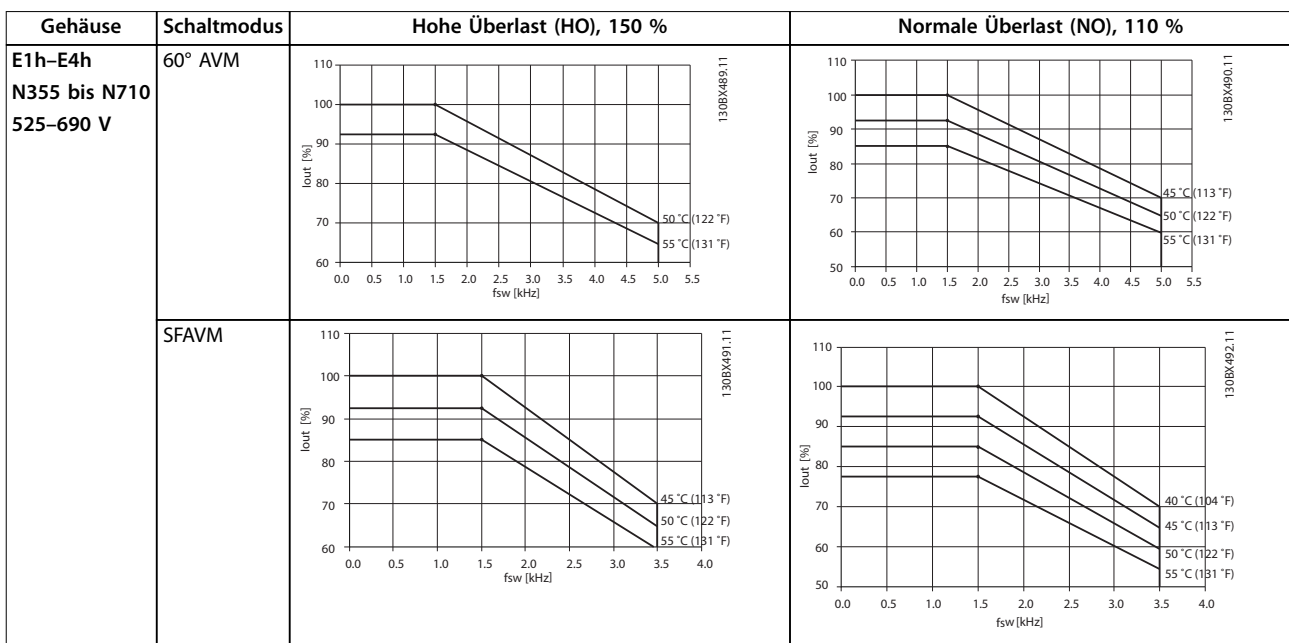 Gehäuse Schaltmodus Hohe Überlast (HO), 150 % Normale Überlast (NO), 110 %
E1h–E4h
N355 bis N710
525–690 V
60° AVM
110
100
90
80
70
60
Iout [%]
0.0 0.5 1.0 1.5 2.0 2.5 3.0 3.5 4.0 4.5 5.0 5.5
fsw [kHz]
50 ˚C (122 ˚F)
55 ˚C (131 ˚F)
130BX489.11
110
100
90
80
70
60
50
Iout [%]
0.0 0.5 1.0 1.5 2.0 2.5 3.0 3.5 4.0 4.5 5.0 5.5
fsw [kHz]
45 ˚C (113 ˚F)
50 ˚C (122 ˚F)
55 ˚C (131 ˚F)
130BX490.11
SFAVM
110
100
90
80
70
60
Iout [%]
0.0 0.5 1.0 1.5 2.0 2.5 3.0 3.5 4.0
fsw [kHz]
45 ˚C (113 ˚F)
50 ˚C (122 ˚F)
55 ˚C (131 ˚F)
130BX491.11
110
100
90
80
70
60
50
Iout [%]
0.0 0.5 1.0 1.5 2.0 2.5 3.0 3.5 4.0
fsw [kHz]
40 ˚C (104 ˚F)
45 ˚C (113 ˚F)
50 ˚C (122 ˚F)
55 ˚C (131 ˚F)
130BX492.11